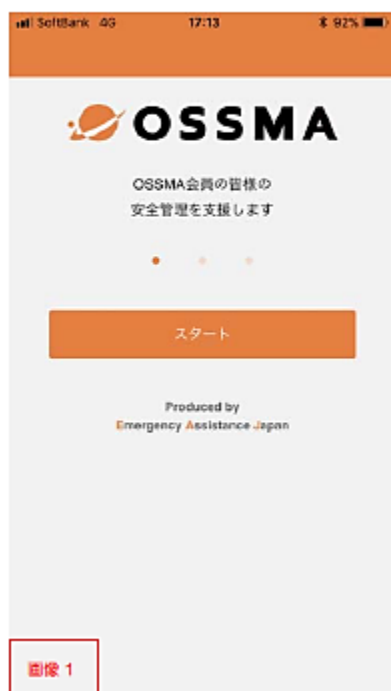 SoftBank 4G 17:13 92%
OSSMA
OSSMA会員の皆様の
安全管理を支援します
スタート
Produced by
Emergency Assistance Japan
画像 1